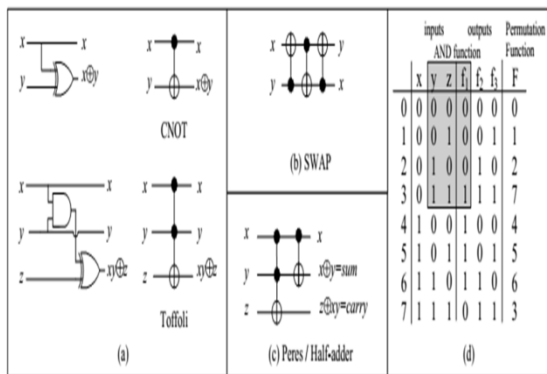 x x x x
y x⊕y y x⊕y
CNOT
x x x x
y y y y
z xy⊕z z xy⊕z
Toffoli
(a)
x y
y x
(b) SWAP
x x
y x⊕y=sum
z z⊕xy=carry
(c) Peres / Half-adder
inputs outputs Permutation
AND function Function
x y z f1 f2 f3 F
0 0 0 0 0 0 0 0
1 0 0 1 0 0 1 1
2 0 1 0 0 1 0 2
3 0 1 1 1 1 1 7
4 1 0 0 1 0 0 4
5 1 0 1 1 0 1 5
6 1 1 0 1 1 0 6
7 1 1 1 0 1 1 3
(d)